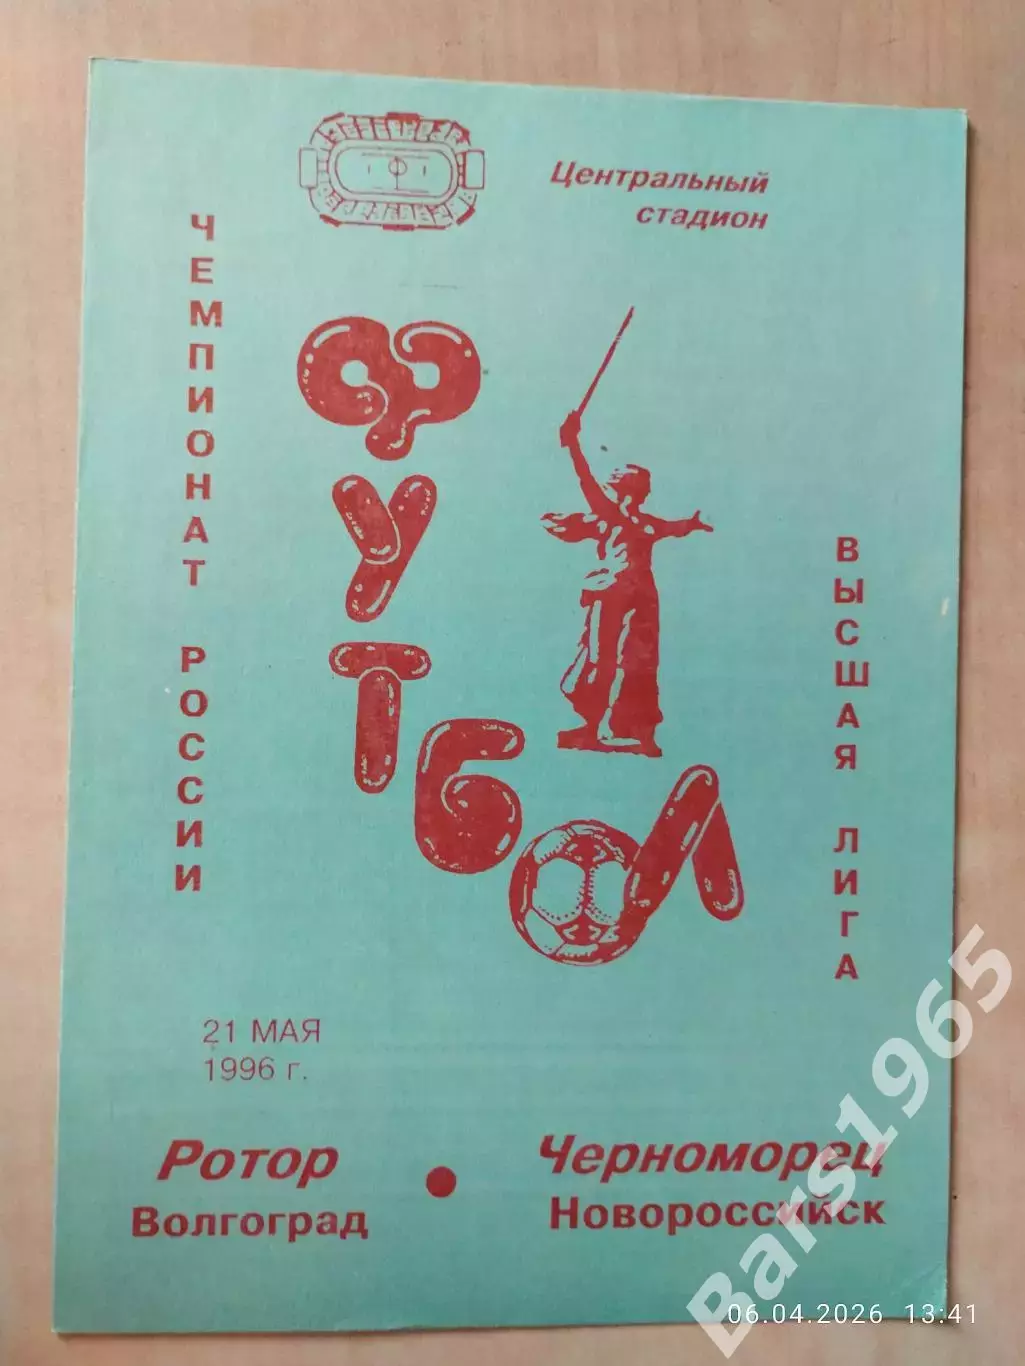 Центральный
стадион
ЧЕМПИОНАТ РОССИИ
ФУТБОЛ
ВЫСШАЯ ЛИГА
21 МАЯ
1996 г.
Ротор
Волгоград
Черноморец
Новороссийск
Bars1965
06.04.2026 13:41